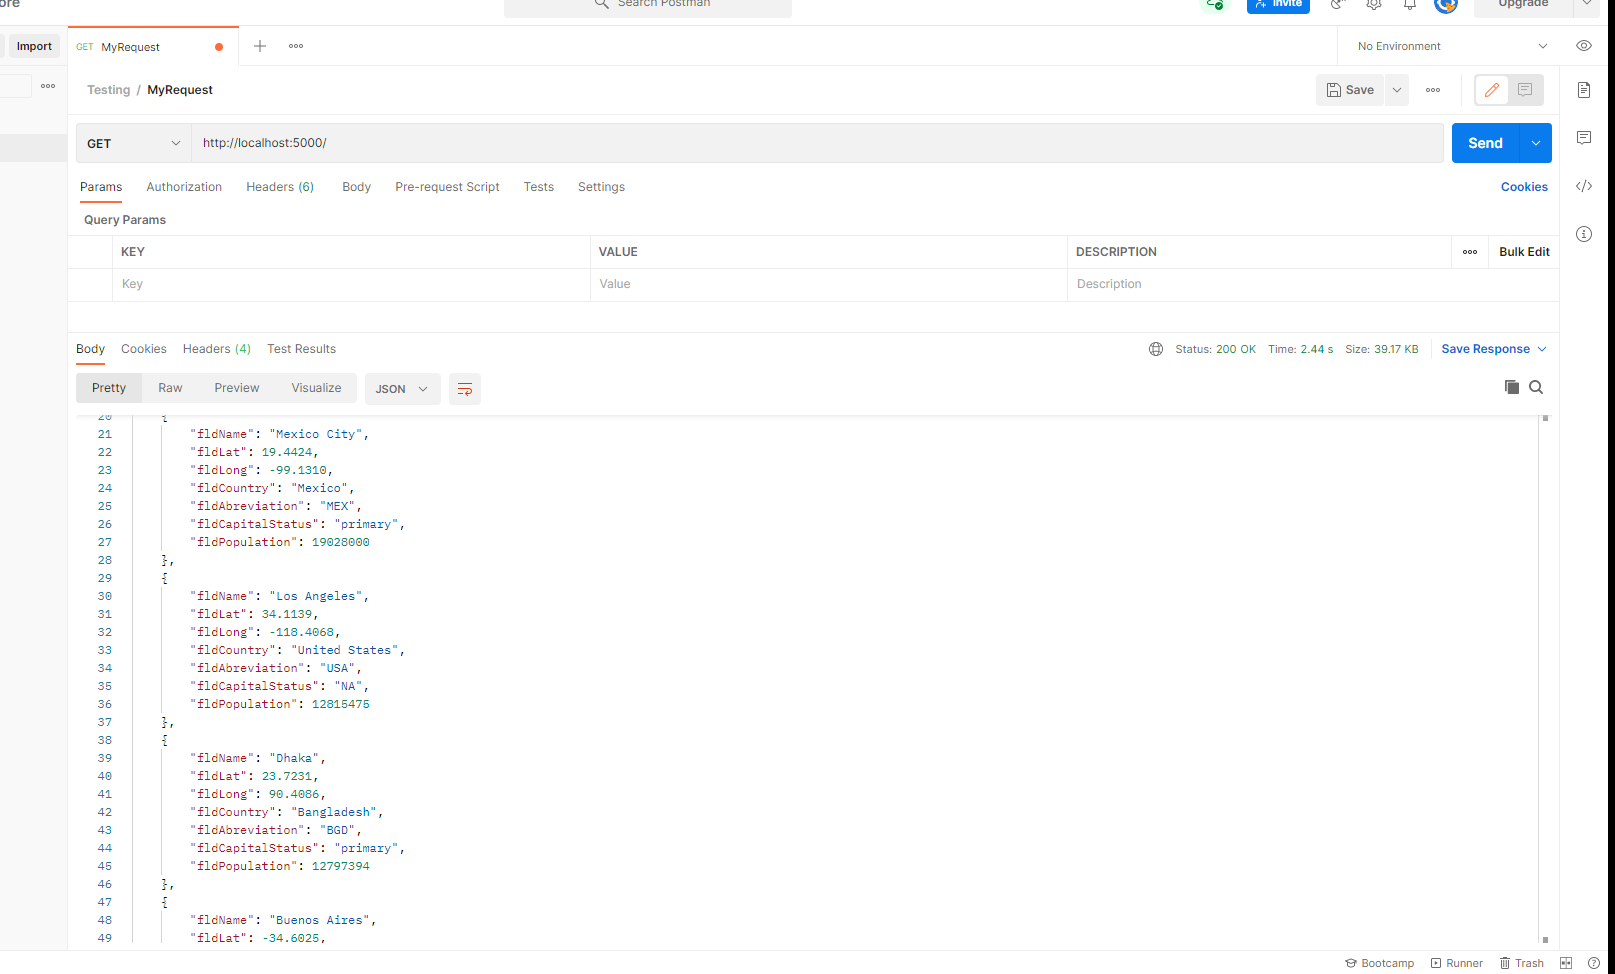 ore
Search Postman
Invite
Upgrade
Import
GET MyRequest
No Environment
Testing / MyRequest
Save
GET
http://localhost:5000/
Send
Params Authorization Headers (6) Body Pre-request Script Tests Settings
Cookies
Query Params
KEY VALUE DESCRIPTION
Bulk Edit
Key Value Description
Body Cookies Headers (4) Test Results
Status: 200 OK Time: 2.44 s Size: 39.17 KB
Save Response
Pretty Raw Preview Visualize JSON
20 {
21 "fldName": "Mexico City",
22 "fldLat": 19.4424,
23 "fldLong": -99.1310,
24 "fldCountry": "Mexico",
25 "fldAbreviation": "MEX",
26 "fldCapitalStatus": "primary",
27 "fldPopulation": 19028000
28 },
29 {
30 "fldName": "Los Angeles",
31 "fldLat": 34.1139,
32 "fldLong": -118.4068,
33 "fldCountry": "United States",
34 "fldAbreviation": "USA",
35 "fldCapitalStatus": "NA",
36 "fldPopulation": 12815475
37 },
38 {
39 "fldName": "Dhaka",
40 "fldLat": 23.7231,
41 "fldLong": 90.4086,
42 "fldCountry": "Bangladesh",
43 "fldAbreviation": "BGD",
44 "fldCapitalStatus": "primary",
45 "fldPopulation": 12797394
46 },
47 {
48 "fldName": "Buenos Aires",
49 "fldLat": -34.6025,
Bootcamp Runner Trash